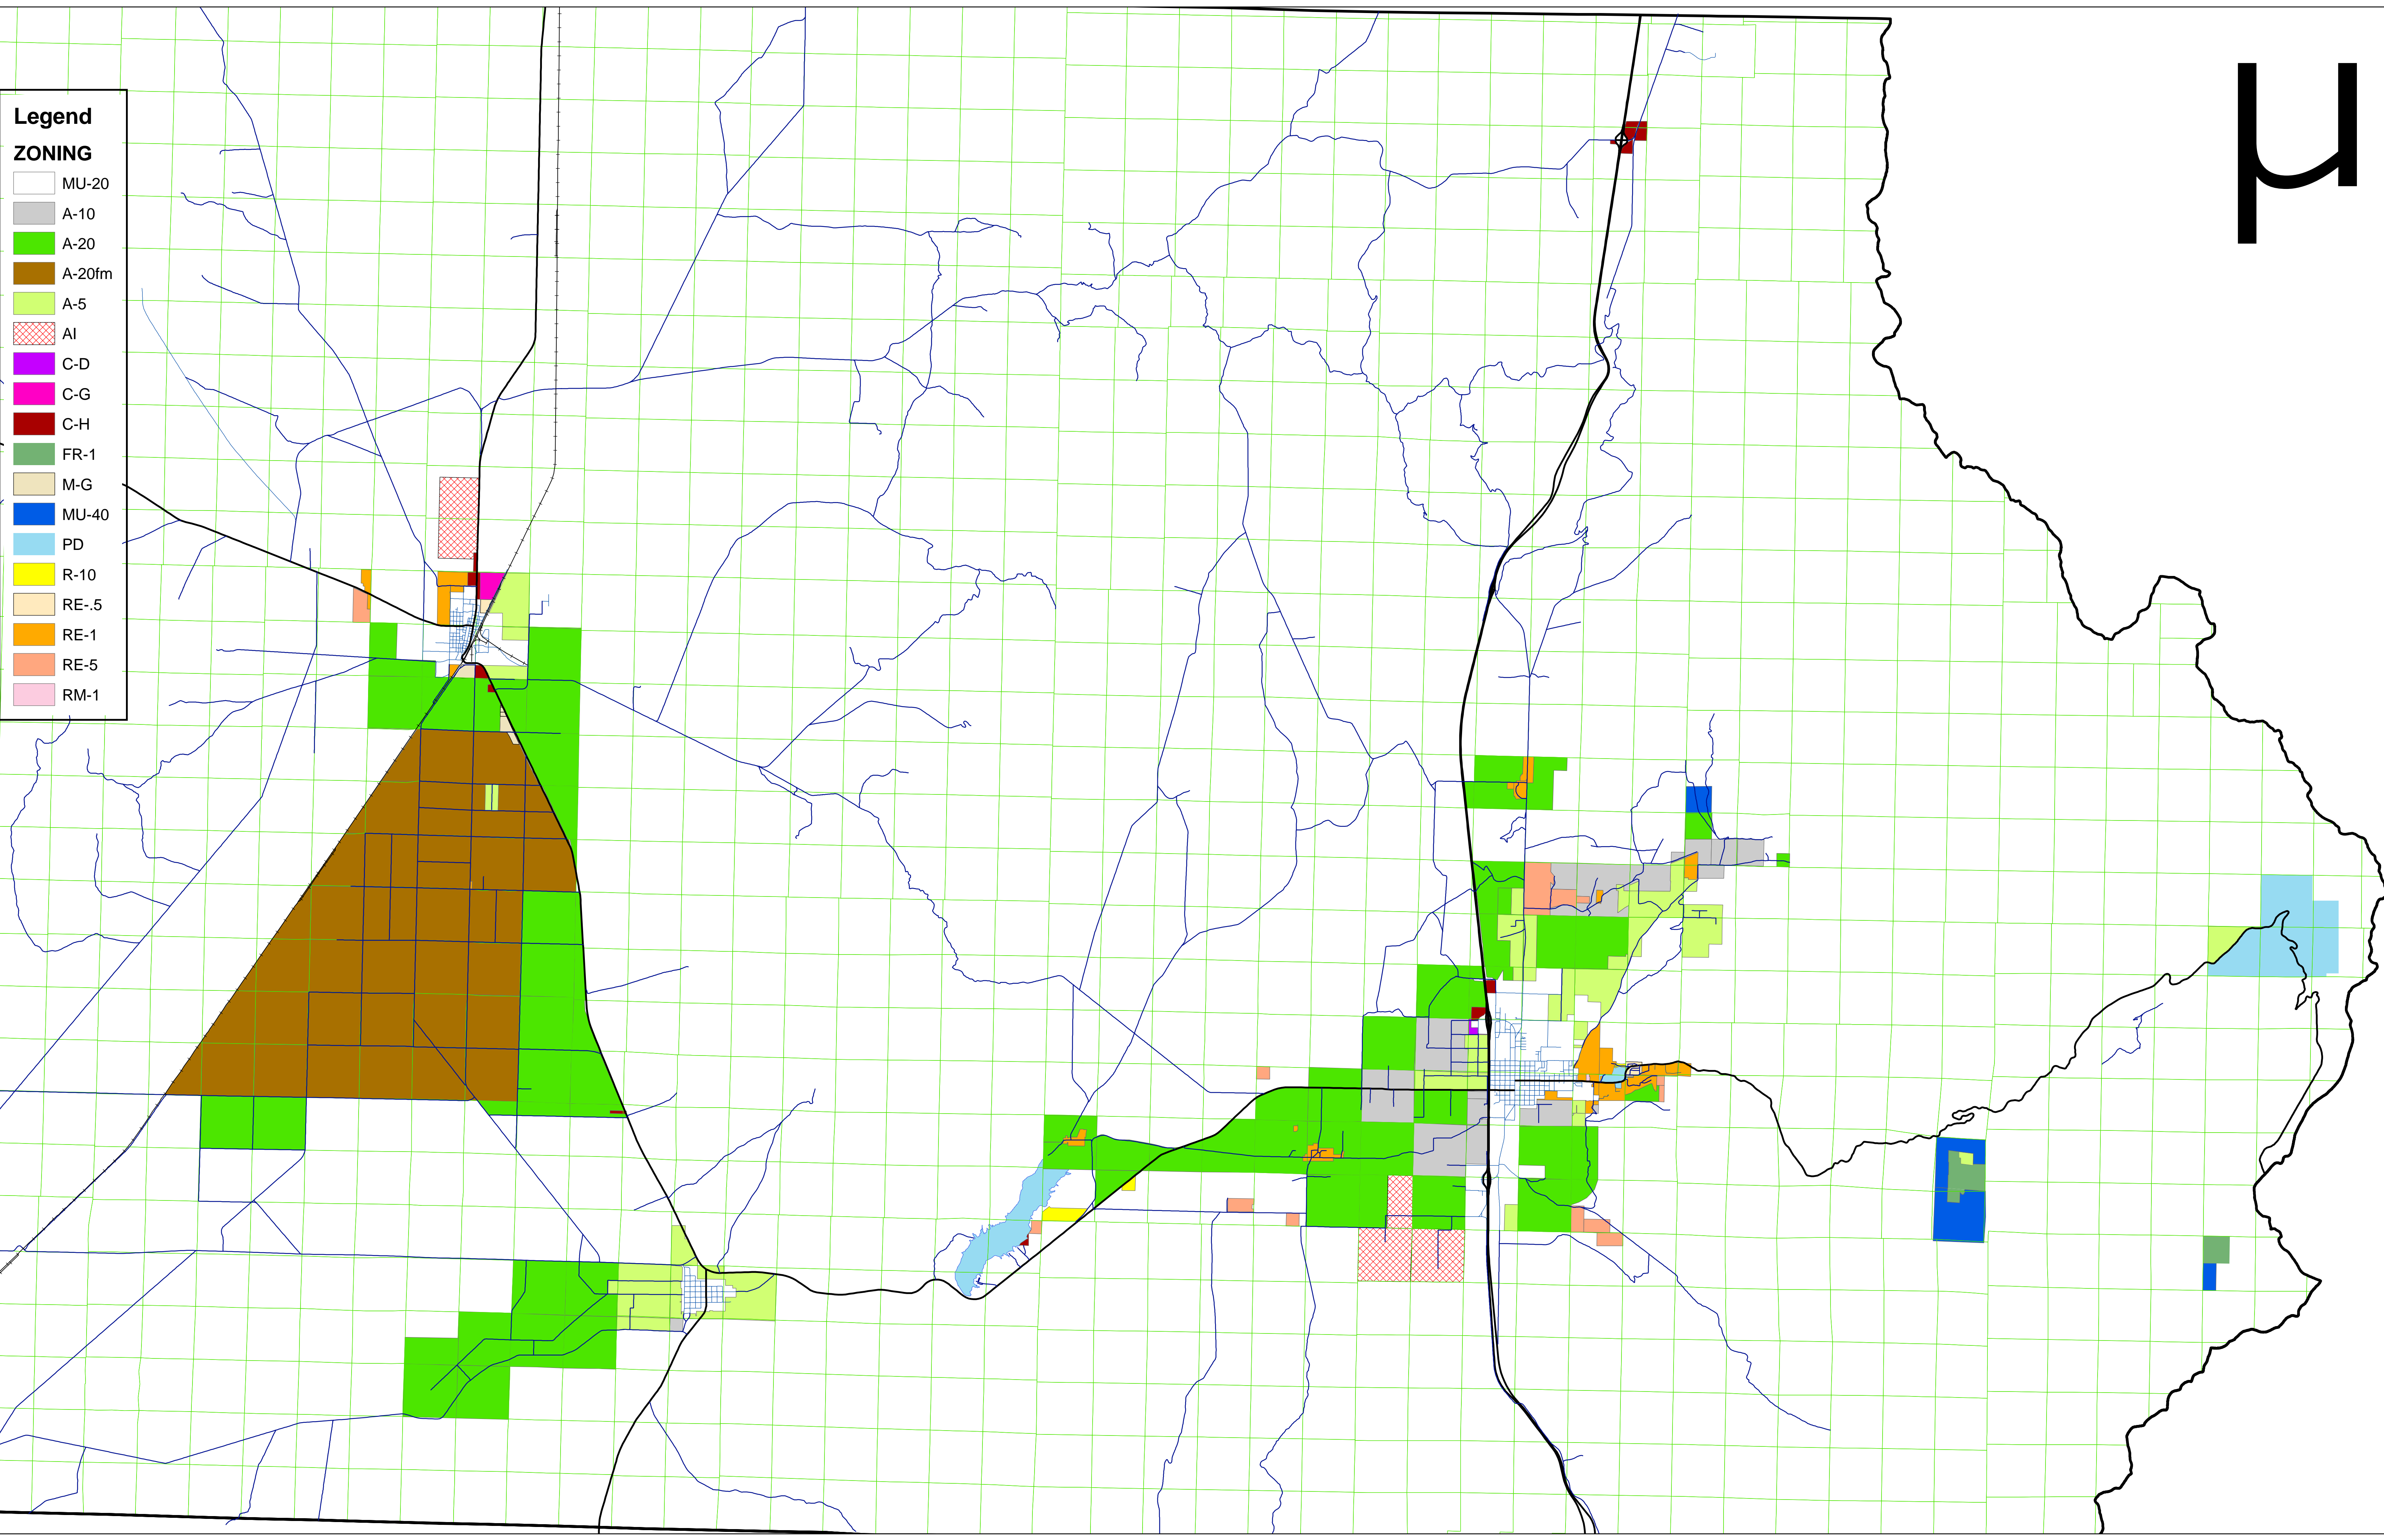 µ
Legend
ZONING
MU-20
A-10
A-20
A-20fm
A-5
AI
C-D
C-G
C-H
FR-1
M-G
MU-40
PD
R-10
RE-.5
RE-1
RE-5
RM-1